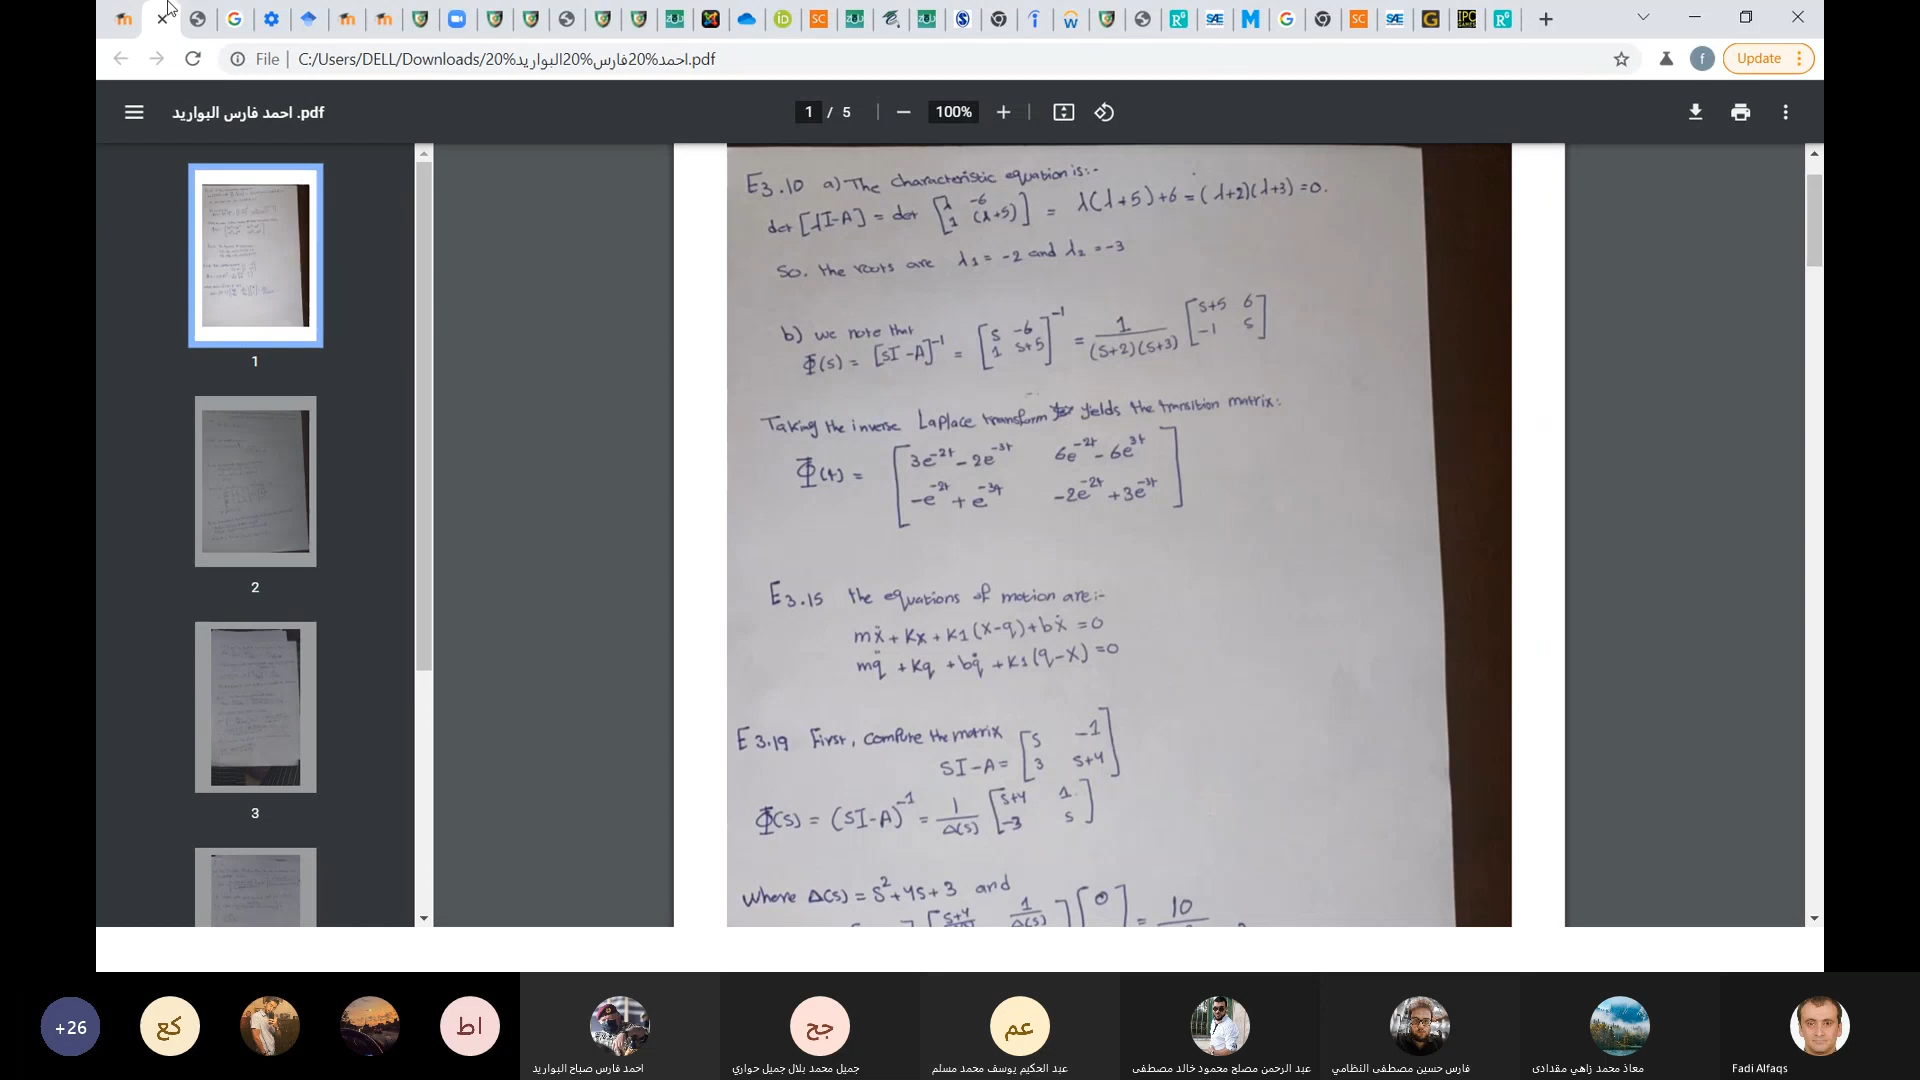 File
C:/Users/DELL/Downloads/20%احمد%20فارس%20البواريد.pdf
Update
احمد فارس البواريد .pdf
1 / 5
100%
1
2
3
E3.10 a) The characteristic equation is:-
det [λI-A] = det [λ -6
1 (λ+5)] = λ(λ+5)+6 = (λ+2)(λ+3) = 0.
So. the roots are λ1 = -2 and λ2 = -3
b) we note that
Φ(s) = [sI-A]^-1 = [s -6
1 s+5]^-1 = 1/(s+2)(s+3) [s+5 6
-1 s]
Taking the inverse Laplace transform yields the transition matrix:
Φ(t) = [3e^-2t - 2e^-3t 6e^-2t - 6e^3t
-e^-2t + e^-3t -2e^-2t + 3e^-3t]
E3.15 the equations of motion are:-
mẍ + Kx + K1(x-q) + bẋ = 0
mq̈ + Kq + bq̇ + K1(q-x) = 0
E3.19 First, compute the matrix
SI-A = [s -1
3 s+4]
Φ(s) = (SI-A)^-1 = 1/Δ(s) [s+4 1
-3 s]
Where Δ(s) = s²+4s+3 and
+26
كع
اط
جج
عم
احمد فارس صباح البواريد
جميل محمد بلال جميل حواري
عبد الحكيم يوسف محمد مسلم
عبد الرحمن مصلح محمود خالد مصطفى
فارس حسين مصطفى النظامي
معاذ محمد زاهي مقدادى
Fadi Alfaqs